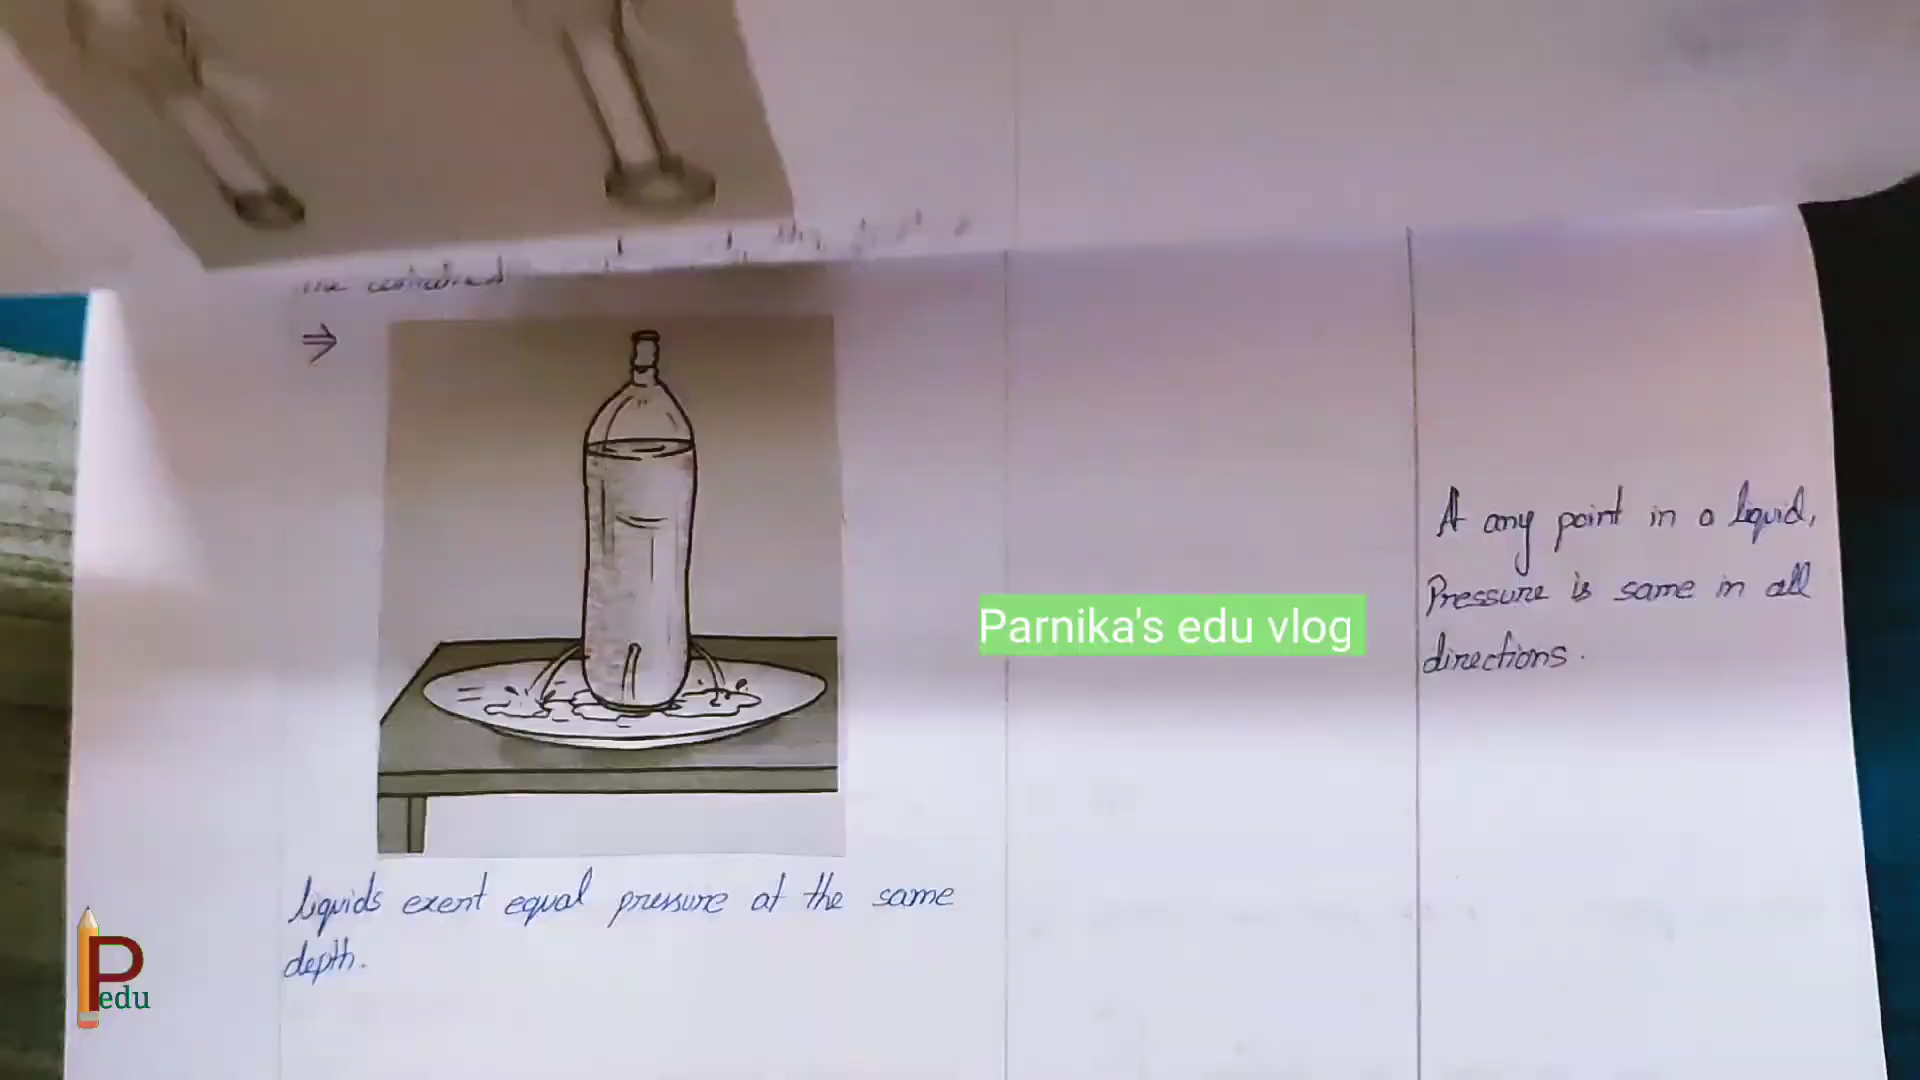 ⇒
liquids exert equal pressure at the same
depth.
Parnika's edu vlog
At any point in a liquid,
Pressure is same in all
directions.
P
edu